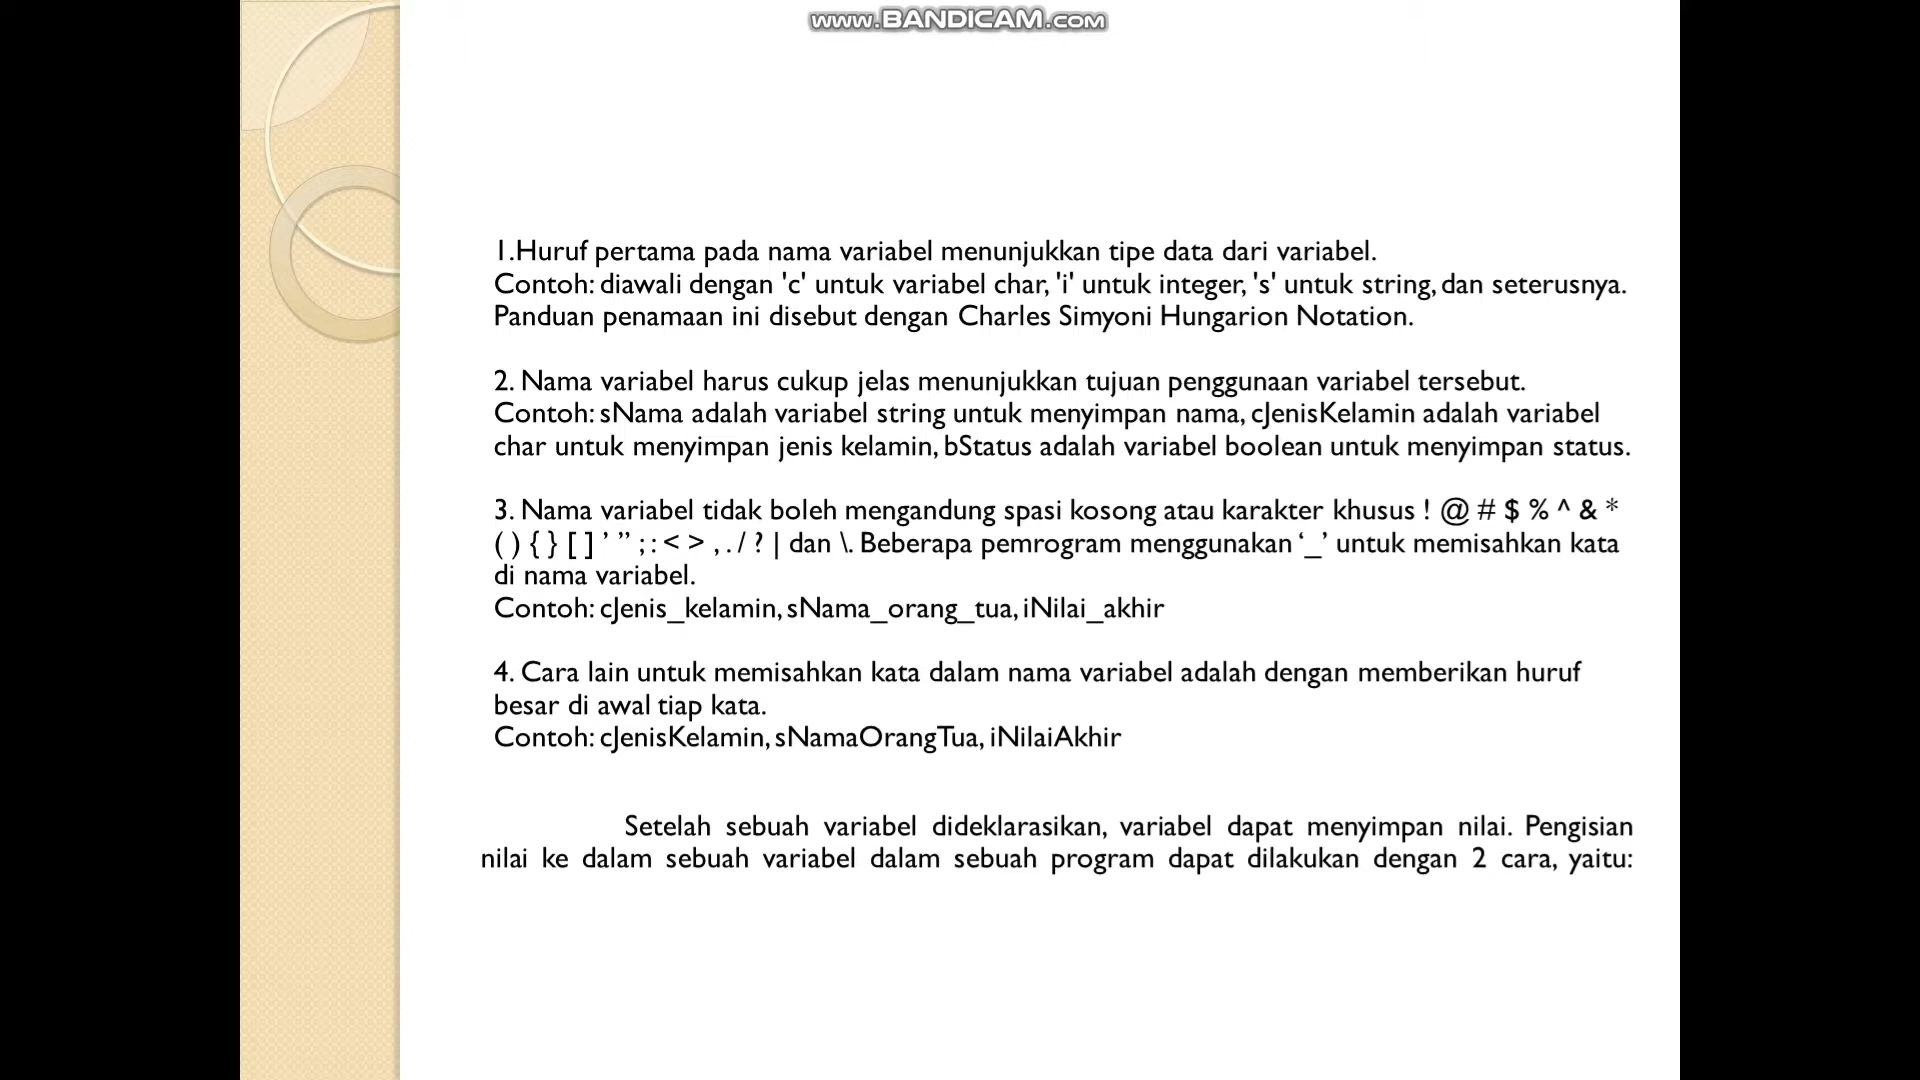 www.BANDICAM.com
1.Huruf pertama pada nama variabel menunjukkan tipe data dari variabel.
Contoh: diawali dengan 'c' untuk variabel char, 'i' untuk integer, 's' untuk string, dan seterusnya.
Panduan penamaan ini disebut dengan Charles Simyoni Hungarion Notation.
2. Nama variabel harus cukup jelas menunjukkan tujuan penggunaan variabel tersebut.
Contoh: sNama adalah variabel string untuk menyimpan nama, cJenisKelamin adalah variabel
char untuk menyimpan jenis kelamin, bStatus adalah variabel boolean untuk menyimpan status.
3. Nama variabel tidak boleh mengandung spasi kosong atau karakter khusus ! @ # $ % ^ & *
( ) { } [ ] ’ ” ; : < > , . / ? | dan \. Beberapa pemrogram menggunakan ‘_’ untuk memisahkan kata
di nama variabel.
Contoh: cJenis_kelamin, sNama_orang_tua, iNilai_akhir
4. Cara lain untuk memisahkan kata dalam nama variabel adalah dengan memberikan huruf
besar di awal tiap kata.
Contoh: cJenisKelamin, sNamaOrangTua, iNilaiAkhir
Setelah sebuah variabel dideklarasikan, variabel dapat menyimpan nilai. Pengisian
nilai ke dalam sebuah variabel dalam sebuah program dapat dilakukan dengan 2 cara, yaitu: